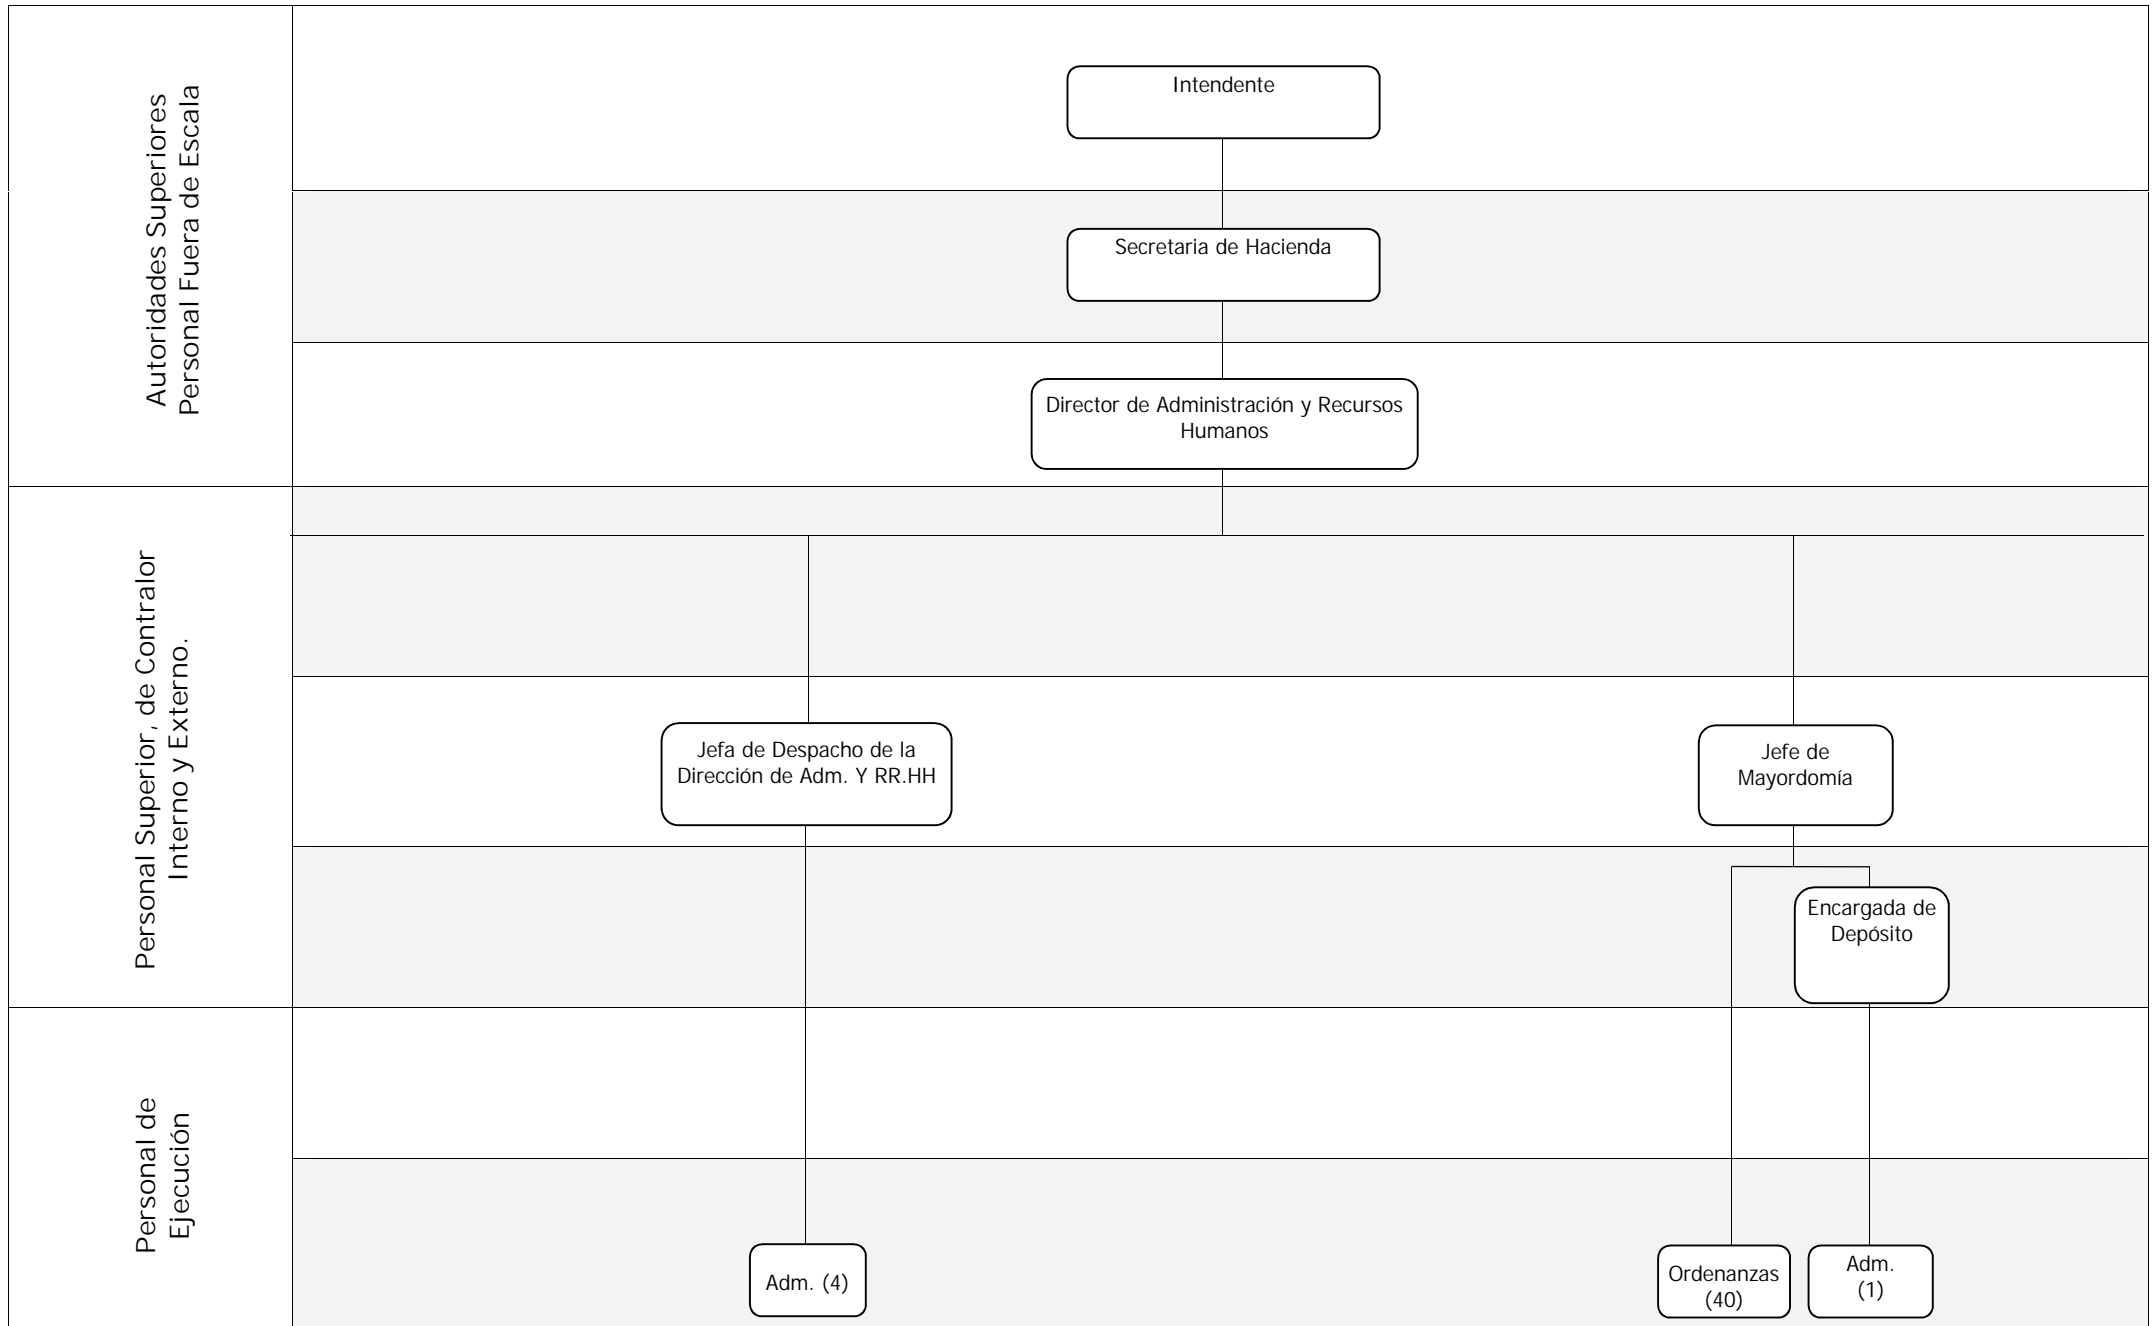 Autoridades Superiores
Personal Fuera de Escala
Intendente
Secretaria de Hacienda
Director de Administración y Recursos
Humanos
Personal Superior, de Contralor
Interno y Externo.
Jefa de Despacho de la
Dirección de Adm. Y RR.HH
Jefe de
Mayordomía
Encargada de
Depósito
Personal de
Ejecución
Adm. (4)
Ordenanzas
(40)
Adm.
(1)